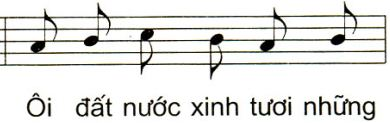 Ôi đất nước xinh tươi những